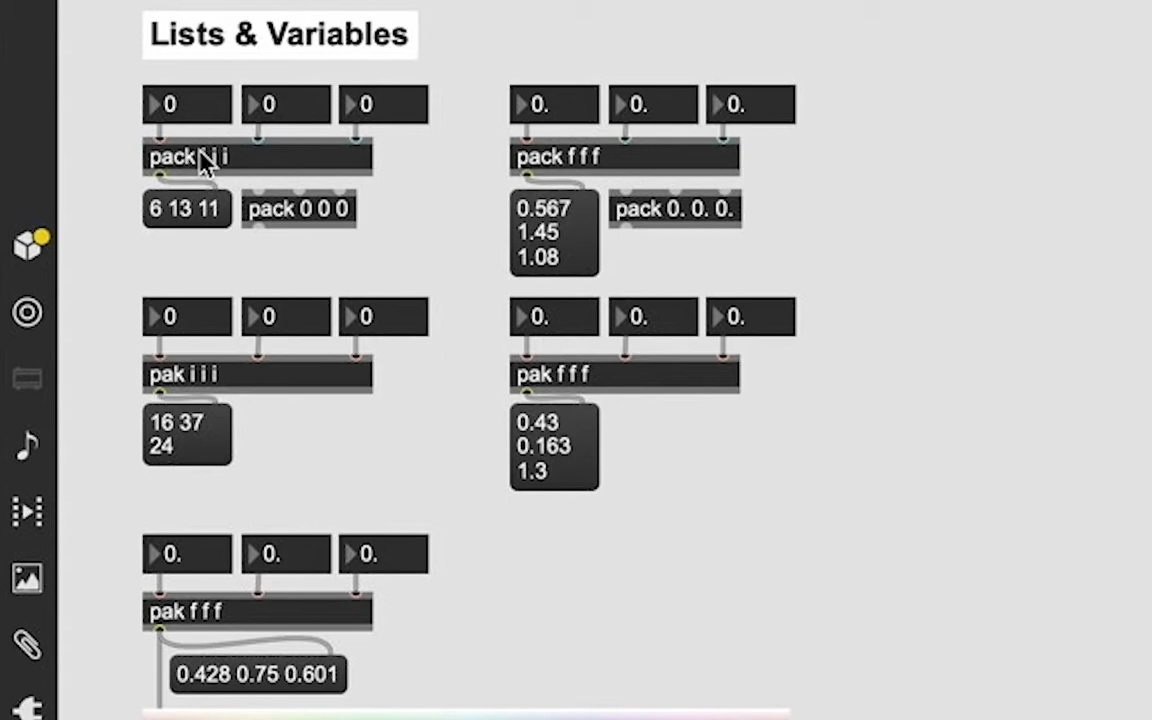 Lists & Variables
0 0 0
0. 0. 0.
pack i i i
pack f f f
6 13 11
pack 0 0 0
0.567
1.45
1.08
pack 0. 0. 0.
0 0 0
0. 0. 0.
pak i i i
pak f f f
16 37
24
0.43
0.163
1.3
0. 0. 0.
pak f f f
0.428 0.75 0.601